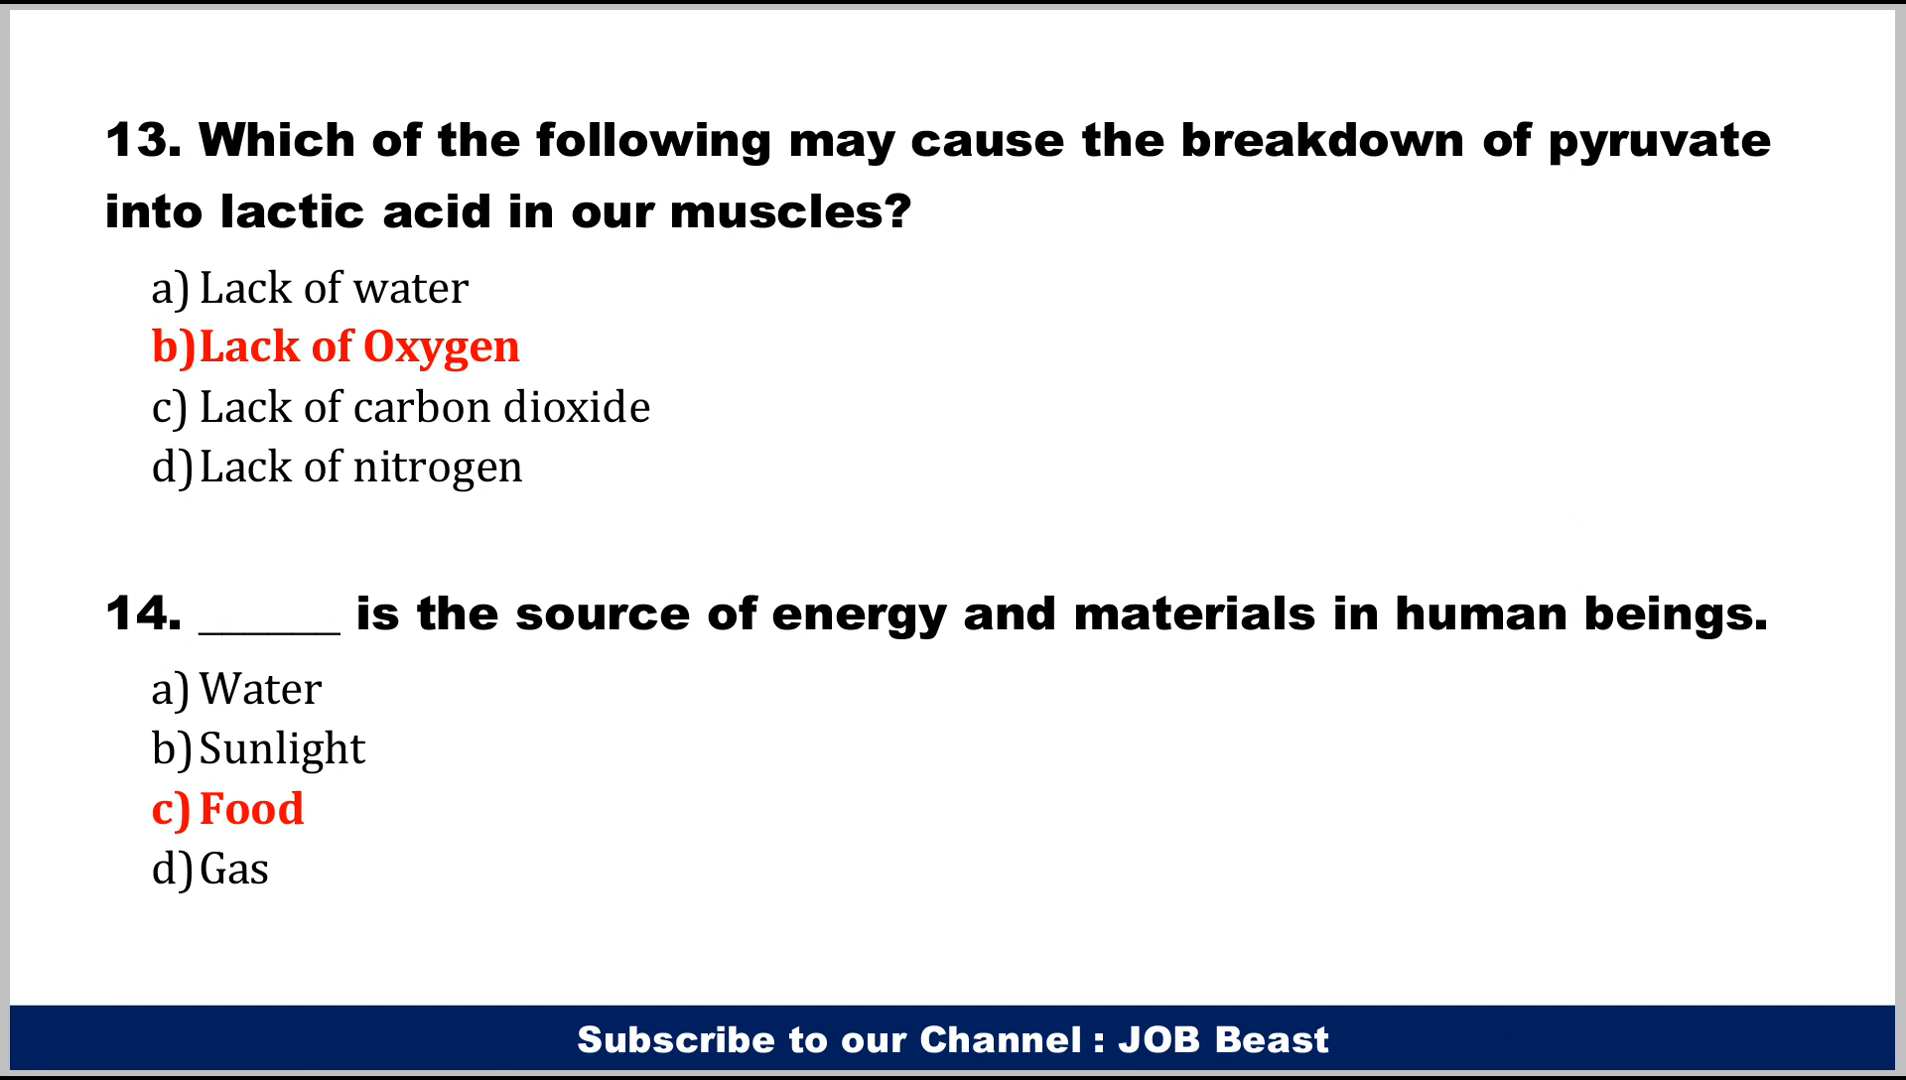 13. Which of the following may cause the breakdown of pyruvate
into lactic acid in our muscles?
a) Lack of water
b) Lack of Oxygen
c) Lack of carbon dioxide
d) Lack of nitrogen
14. ______ is the source of energy and materials in human beings.
a) Water
b) Sunlight
c) Food
d) Gas
Subscribe to our Channel : JOB Beast